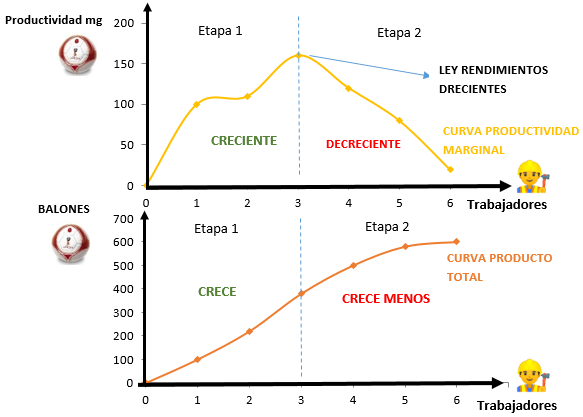 Productividad mg
200
150
100
50
0
Etapa 1
Etapa 2
LEY RENDIMIENTOS
DRECIENTES
CRECIENTE
DECRECIENTE
CURVA PRODUCTIVIDAD
MARGINAL
0 1 2 3 4 5 6
Trabajadores
BALONES
700
600
500
400
300
200
100
0
Etapa 1
Etapa 2
CURVA PRODUCTO
TOTAL
CRECE
CRECE MENOS
0 1 2 3 4 5 6
Trabajadores